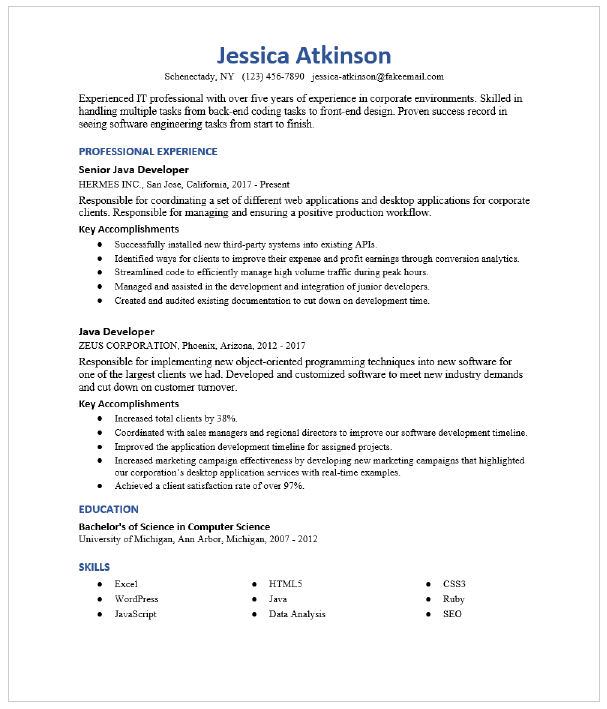 Jessica Atkinson
Schenectady, NY (123) 456-7890 jessica-atkinson@fakeemail.com
Experienced IT professional with over five years of experience in corporate environments. Skilled in
handling multiple tasks from back-end coding tasks to front-end design. Proven success record in
seeing software engineering tasks from start to finish.
PROFESSIONAL EXPERIENCE
Senior Java Developer
HERMES INC., San Jose, California, 2017 - Present
Responsible for coordinating a set of different web applications and desktop applications for corporate
clients. Responsible for managing and ensuring a positive production workflow.
Key Accomplishments
● Successfully installed new third-party systems into existing APIs.
● Identified ways for clients to improve their expense and profit earnings through conversion analytics.
● Streamlined code to efficiently manage high volume traffic during peak hours.
● Managed and assisted in the development and integration of junior developers.
● Created and audited existing documentation to cut down on development time.
Java Developer
ZEUS CORPORATION, Phoenix, Arizona, 2012 - 2017
Responsible for implementing new object-oriented programming techniques into new software for
one of the largest clients we had. Developed and customized software to meet new industry demands
and cut down on customer turnover.
Key Accomplishments
● Increased total clients by 38%.
● Coordinated with sales managers and regional directors to improve our software development timeline.
● Improved the application development timeline for assigned projects.
● Increased marketing campaign effectiveness by developing new marketing campaigns that highlighted
our corporation's desktop application services with real-time examples.
● Achieved a client satisfaction rate of over 97%.
EDUCATION
Bachelor's of Science in Computer Science
University of Michigan, Ann Arbor, Michigan, 2007 - 2012
SKILLS
● Excel ● HTML5 ● CSS3
● WordPress ● Java ● Ruby
● JavaScript ● Data Analysis ● SEO